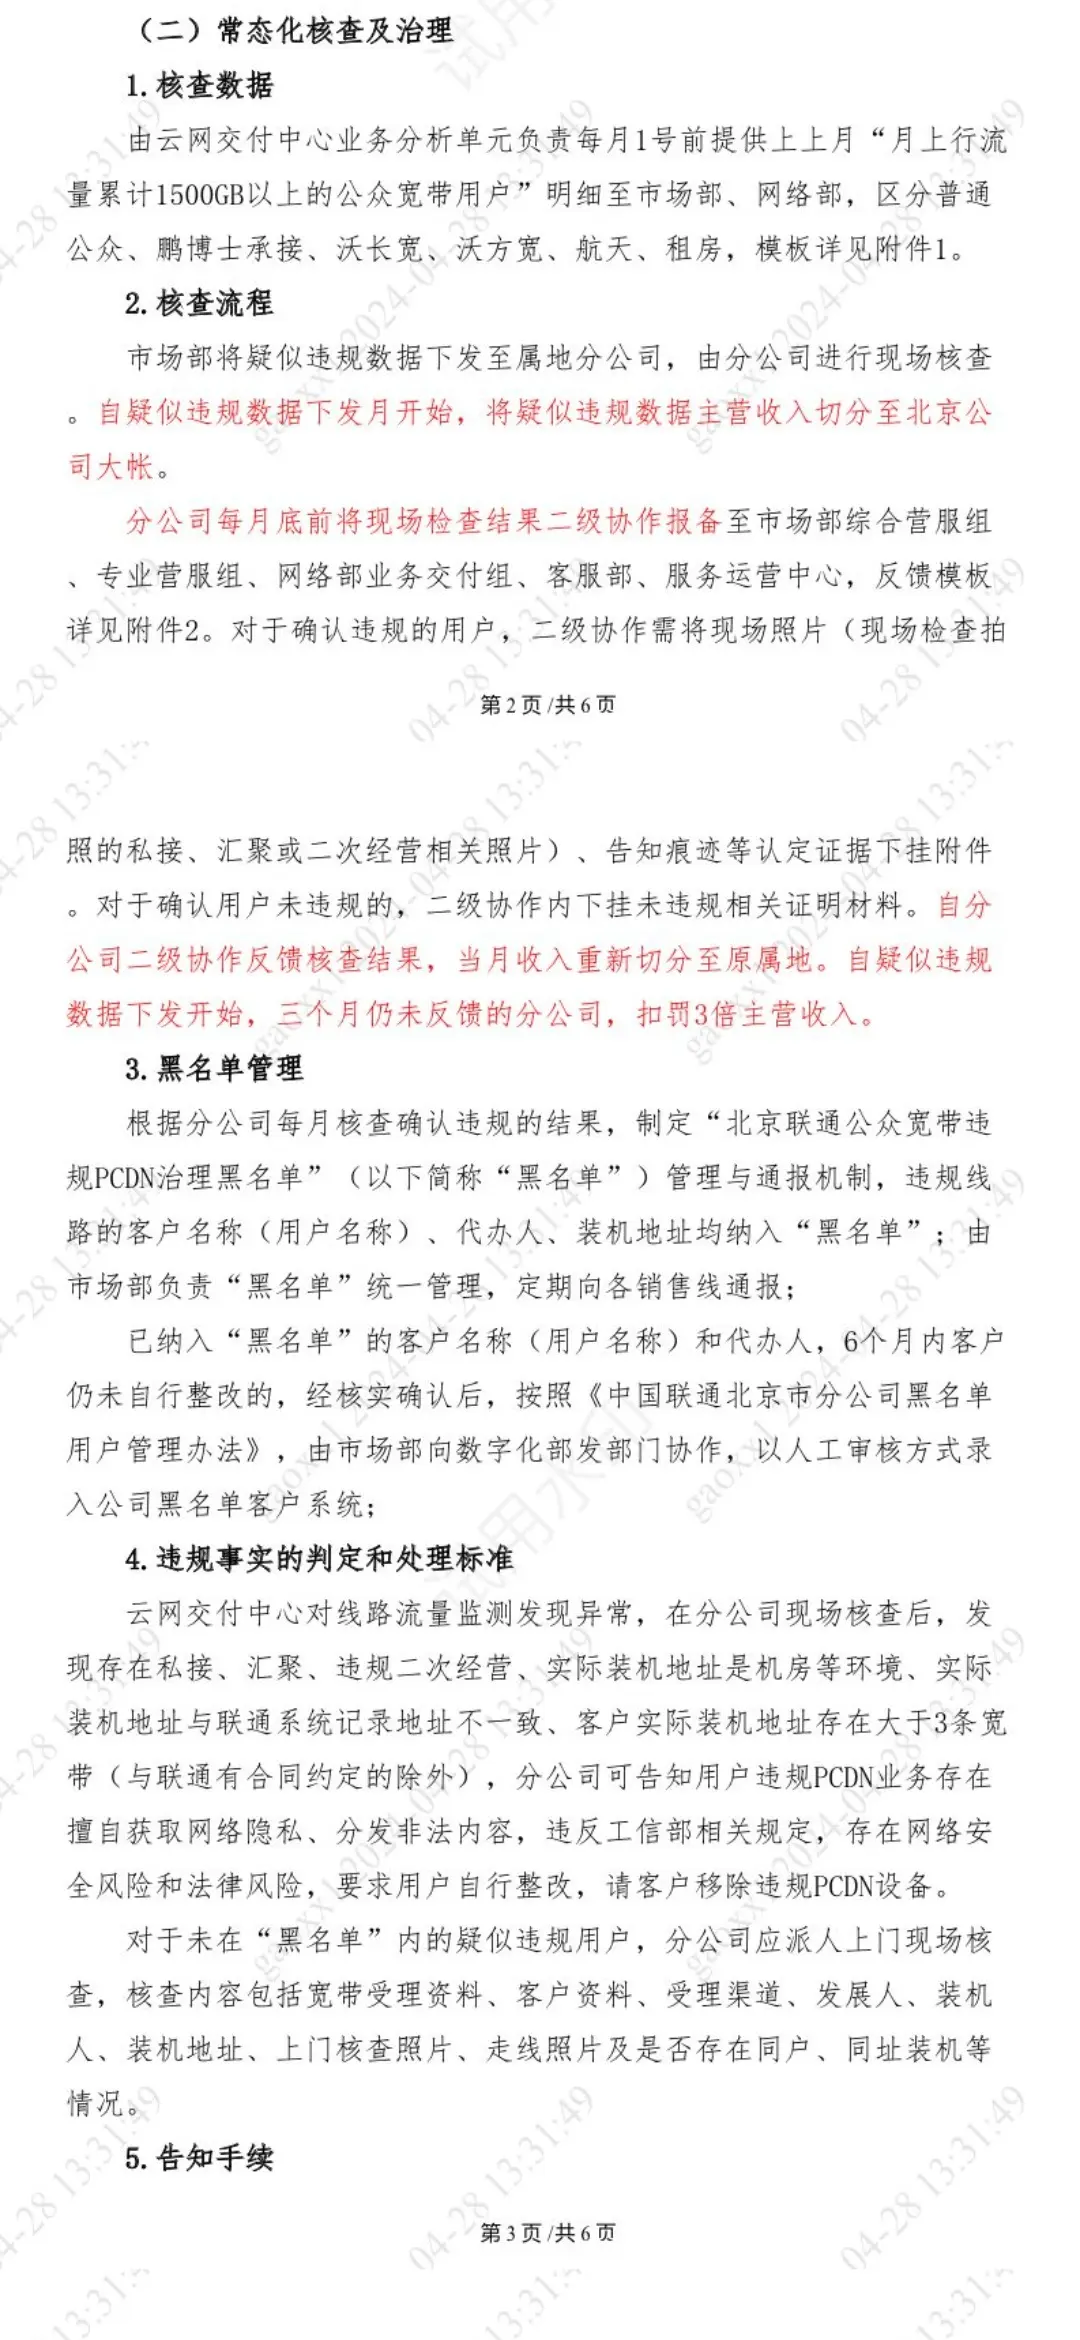 （二）常态化核查及治理
1.核查数据
由云网交付中心业务分析单元负责每月1号前提供上上月“月上行流
量累计1500GB以上的公众宽带用户”明细至市场部、网络部，区分普通
公众、鹏博士承接、沃长宽、沃方宽、航天、租房，模板详见附件1。
2.核查流程
市场部将疑似违规数据下发至属地分公司，由分公司进行现场核查
。自疑似违规数据下发月开始，将疑似违规数据主营收入切分至北京公
司大帐。
分公司每月底前将现场检查结果二级协作报备至市场部综合营服组
、专业营服组、网络部业务交付组、客服部、服务运营中心，反馈模板
详见附件2。对于确认违规的用户，二级协作需将现场照片（现场检查拍
第2页/共6页
照的私接、汇聚或二次经营相关照片）、告知痕迹等认定证据下挂附件
。对于确认用户未违规的，二级协作内下挂未违规相关证明材料。自分
公司二级协作反馈核查结果，当月收入重新切分至原属地。自疑似违规
数据下发开始，三个月仍未反馈的分公司，扣罚3倍主营收入。
3.黑名单管理
根据分公司每月核查确认违规的结果，制定“北京联通公众宽带违
规PCDN治理黑名单”（以下简称“黑名单”）管理与通报机制，违规线
路的客户名称（用户名称）、代办人、装机地址均纳入“黑名单”；由
市场部负责“黑名单”统一管理，定期向各销售线通报；
已纳入“黑名单”的客户名称（用户名称）和代办人，6个月内客户
仍未自行整改的，经核实确认后，按照《中国联通北京市分公司黑名单
用户管理办法》，由市场部向数字化部发部门协作，以人工审核方式录
入公司黑名单客户系统；
4.违规事实的判定和处理标准
云网交付中心对线路流量监测发现异常，在分公司现场核查后，发
现存在私接、汇聚、违规二次经营、实际装机地址是机房等环境、实际
装机地址与联通系统记录地址不一致、客户实际装机地址存在大于3条宽
带（与联通有合同约定的除外），分公司可告知用户违规PCDN业务存在
擅自获取网络隐私、分发非法内容，违反工信部相关规定，存在网络安
全风险和法律风险，要求用户自行整改，请客户移除违规PCDN设备。
对于未在“黑名单”内的疑似违规用户，分公司应派人上门现场核
查，核查内容包括宽带受理资料、客户资料、受理渠道、发展人、装机
人、装机地址、上门核查照片、走线照片及是否存在同户、同址装机等
情况。
5.告知手续
第3页/共6页